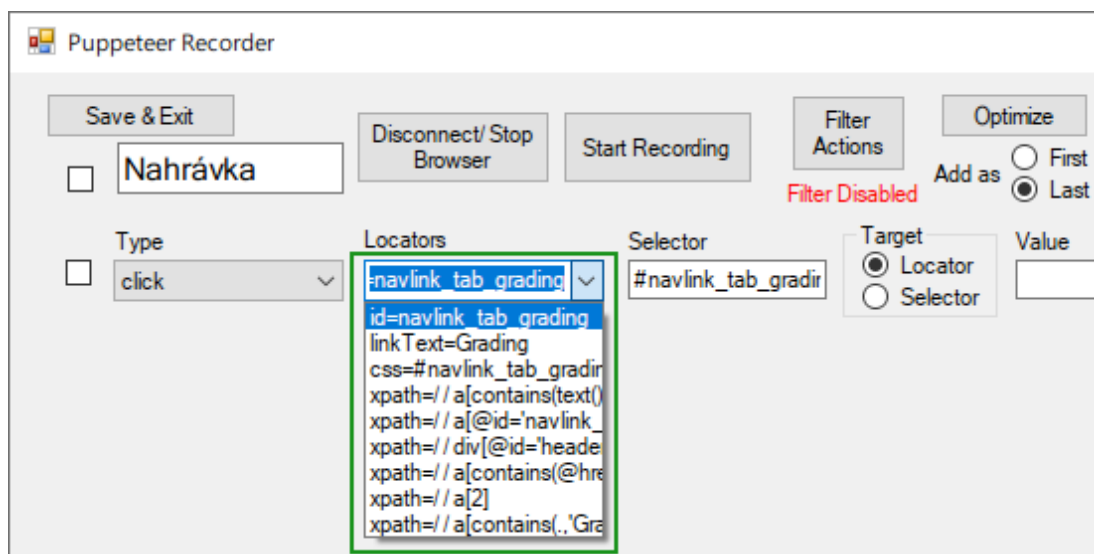 Puppeteer Recorder
Save & Exit
Disconnect/ Stop
Browser
Start Recording
Filter
Actions
Filter Disabled
Optimize
Add as
First
Last
Nahrávka
Type
Locators
Selector
Target
Value
click
=navlink_tab_grading
#navlink_tab_gradin
Locator
Selector
id=navlink_tab_grading
linkText=Grading
css=#navlink_tab_gradin
xpath=//a[contains(text()
xpath=//a[@id='navlink_
xpath=//div[@id='header
xpath=//a[contains(@hre
xpath=//a[2]
xpath=//a[contains(.,'Gra